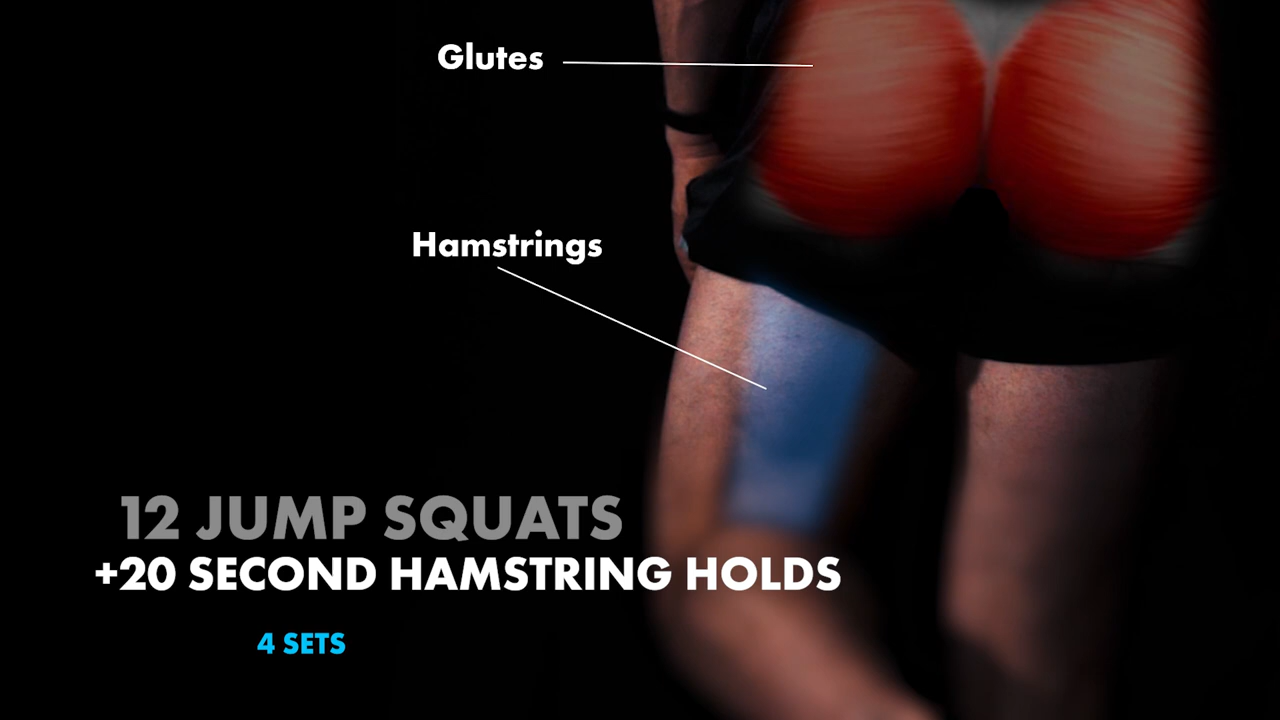 Glutes
Hamstrings
12 JUMP SQUATS
+20 SECOND HAMSTRING HOLDS
4 SETS